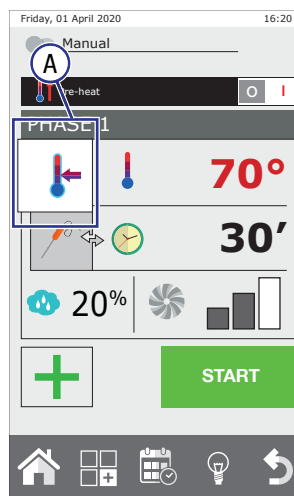 Friday, 01 April 2020 16:20
Manual
A
re-heat O I
PHASE 1
70°
30’
20%
START